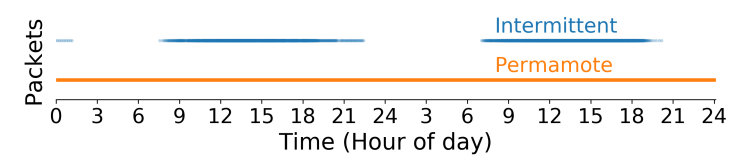 Intermittent
Permamote
Packets
0 3 6 9 12 15 18 21 24 3 6 9 12 15 18 21 24
Time (Hour of day)